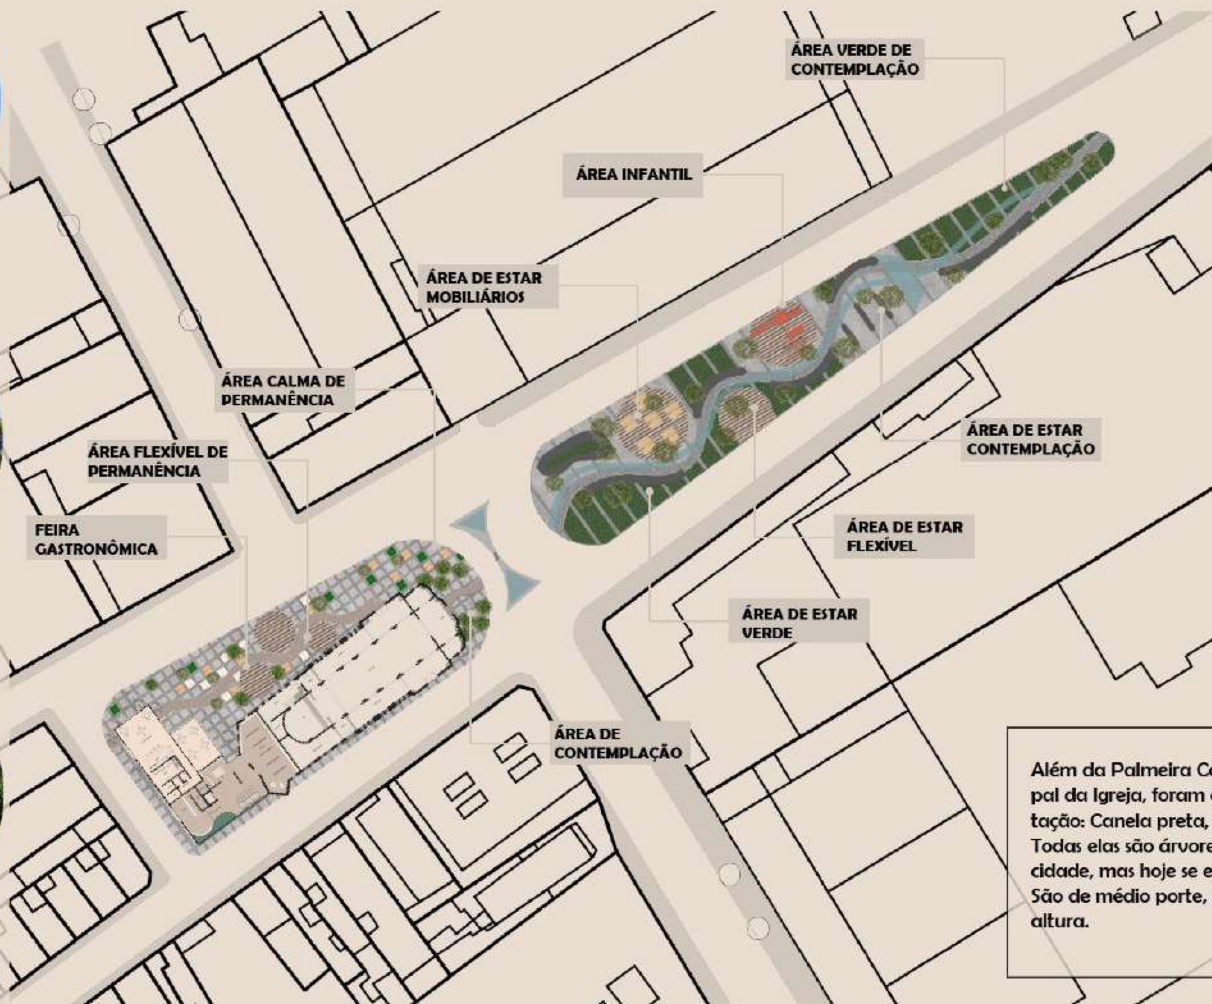 ÁREA VERDE DE
CONTEMPLAÇÃO
ÁREA INFANTIL
ÁREA DE ESTAR
MOBILIÁRIOS
ÁREA CALMA DE
PERMANÊNCIA
ÁREA FLEXÍVEL DE
PERMANÊNCIA
FEIRA
GASTRONÔMICA
ÁREA DE ESTAR
CONTEMPLAÇÃO
ÁREA DE ESTAR
FLEXÍVEL
ÁREA DE ESTAR
VERDE
ÁREA DE
CONTEMPLAÇÃO
Além da Palmeira
pal da Igreja, foram
tação: Canela preta,
Todas elas são
cidade, mas hoje se
São de médio porte,
altura.